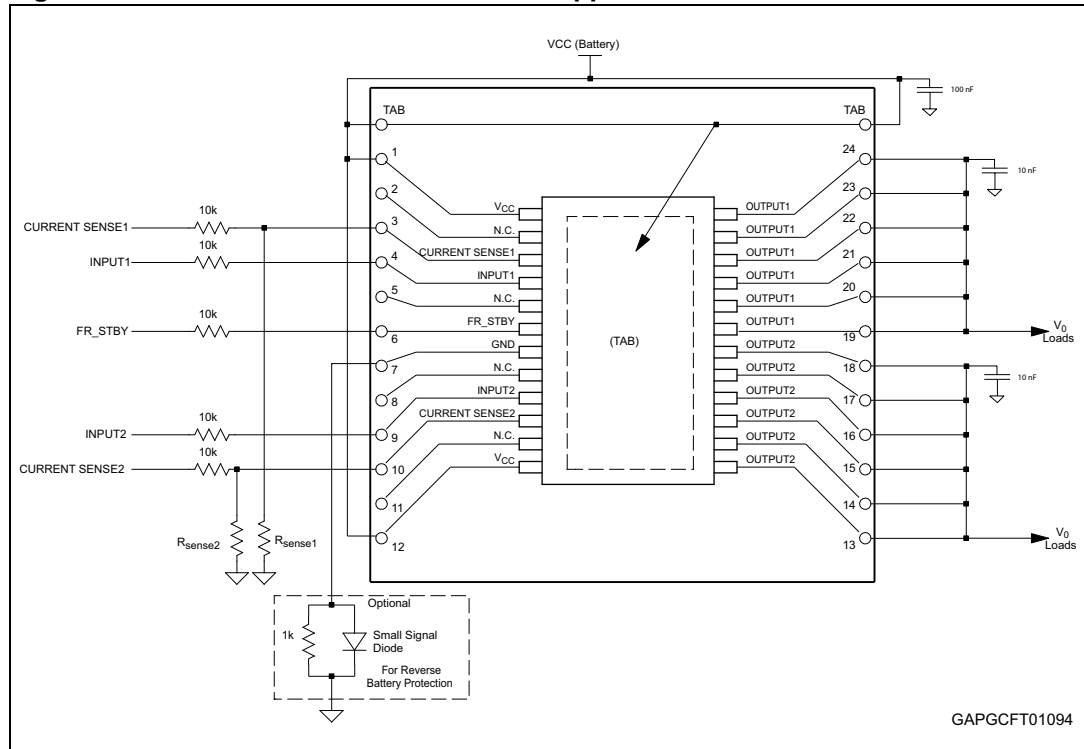 VCC (Battery)
100 nF
TAB
TAB
1
24
10 nF
2
23
VCC
OUTPUT1
10k
N.C.
OUTPUT1
CURRENT SENSE1
3
22
CURRENT SENSE1
OUTPUT1
10k
INPUT1
4
21
INPUT1
OUTPUT1
5
20
N.C.
OUTPUT1
10k
FR_STBY
6
19
FR_STBY
OUTPUT1
V0
Loads
GND
(TAB)
OUTPUT2
7
18
N.C.
OUTPUT2
10 nF
8
17
INPUT2
OUTPUT2
10k
INPUT2
9
16
CURRENT SENSE2
OUTPUT2
10k
CURRENT SENSE2
10
15
N.C.
OUTPUT2
VCC
OUTPUT2
11
14
Rsense2
Rsense1
12
13
V0
Loads
Optional
1k
Small Signal
Diode
For Reverse
Battery Protection
GAPGCFT01094